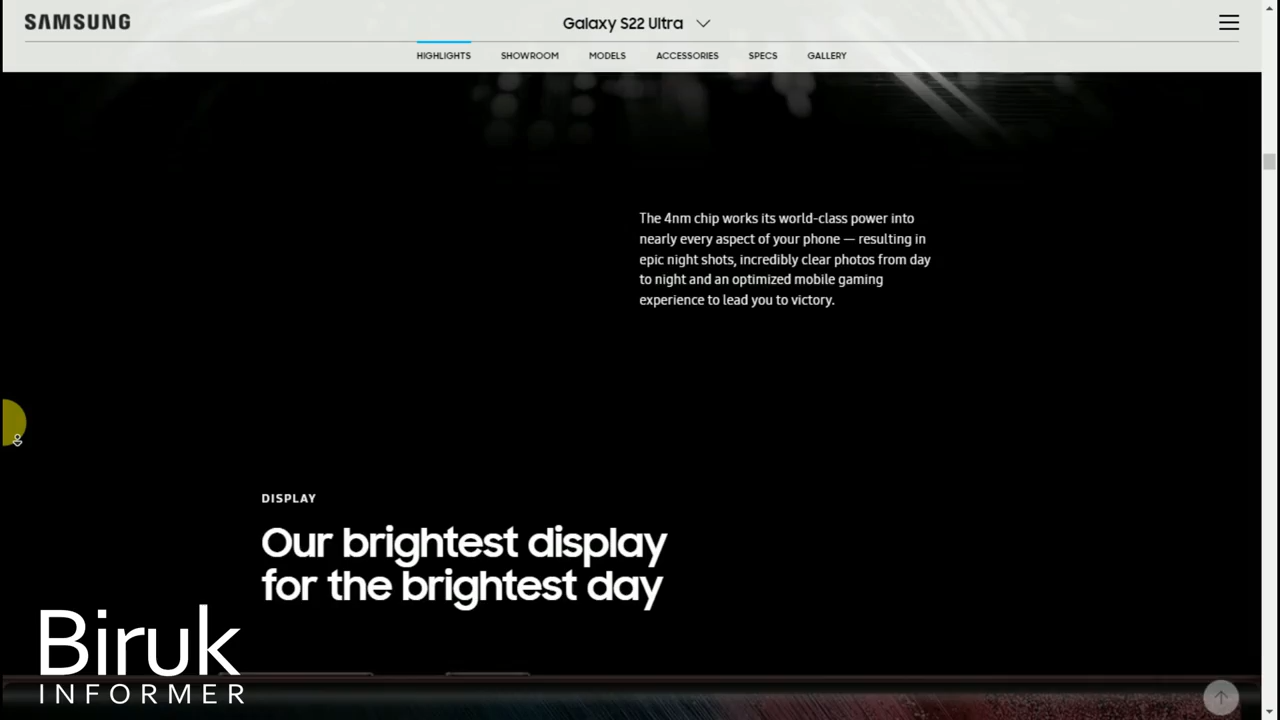 SAMSUNG
Galaxy S22 Ultra
HIGHLIGHTS SHOWROOM MODELS ACCESSORIES SPECS GALLERY
The 4nm chip works its world-class power into
nearly every aspect of your phone — resulting in
epic night shots, incredibly clear photos from day
to night and an optimized mobile gaming
experience to lead you to victory.
DISPLAY
Our brightest display
for the brightest day
Biruk
INFORMER